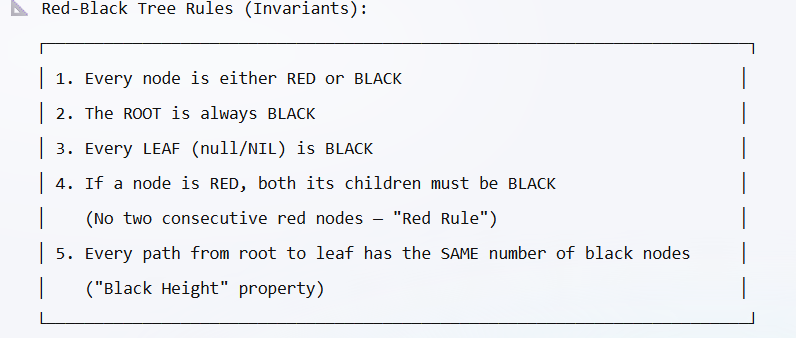 Red-Black Tree Rules (Invariants):
1. Every node is either RED or BLACK
2. The ROOT is always BLACK
3. Every LEAF (null/NIL) is BLACK
4. If a node is RED, both its children must be BLACK
(No two consecutive red nodes — "Red Rule")
5. Every path from root to leaf has the SAME number of black nodes
("Black Height" property)